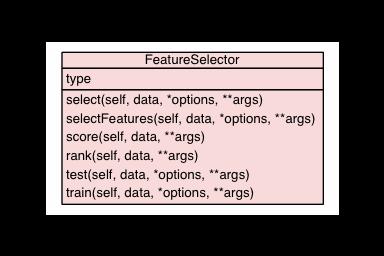 FeatureSelector
type
select(self, data, *options, **args)
selectFeatures(self, data, *options, **args)
score(self, data, **args)
rank(self, data, **args)
test(self, data, *options, **args)
train(self, data, *options, **args)